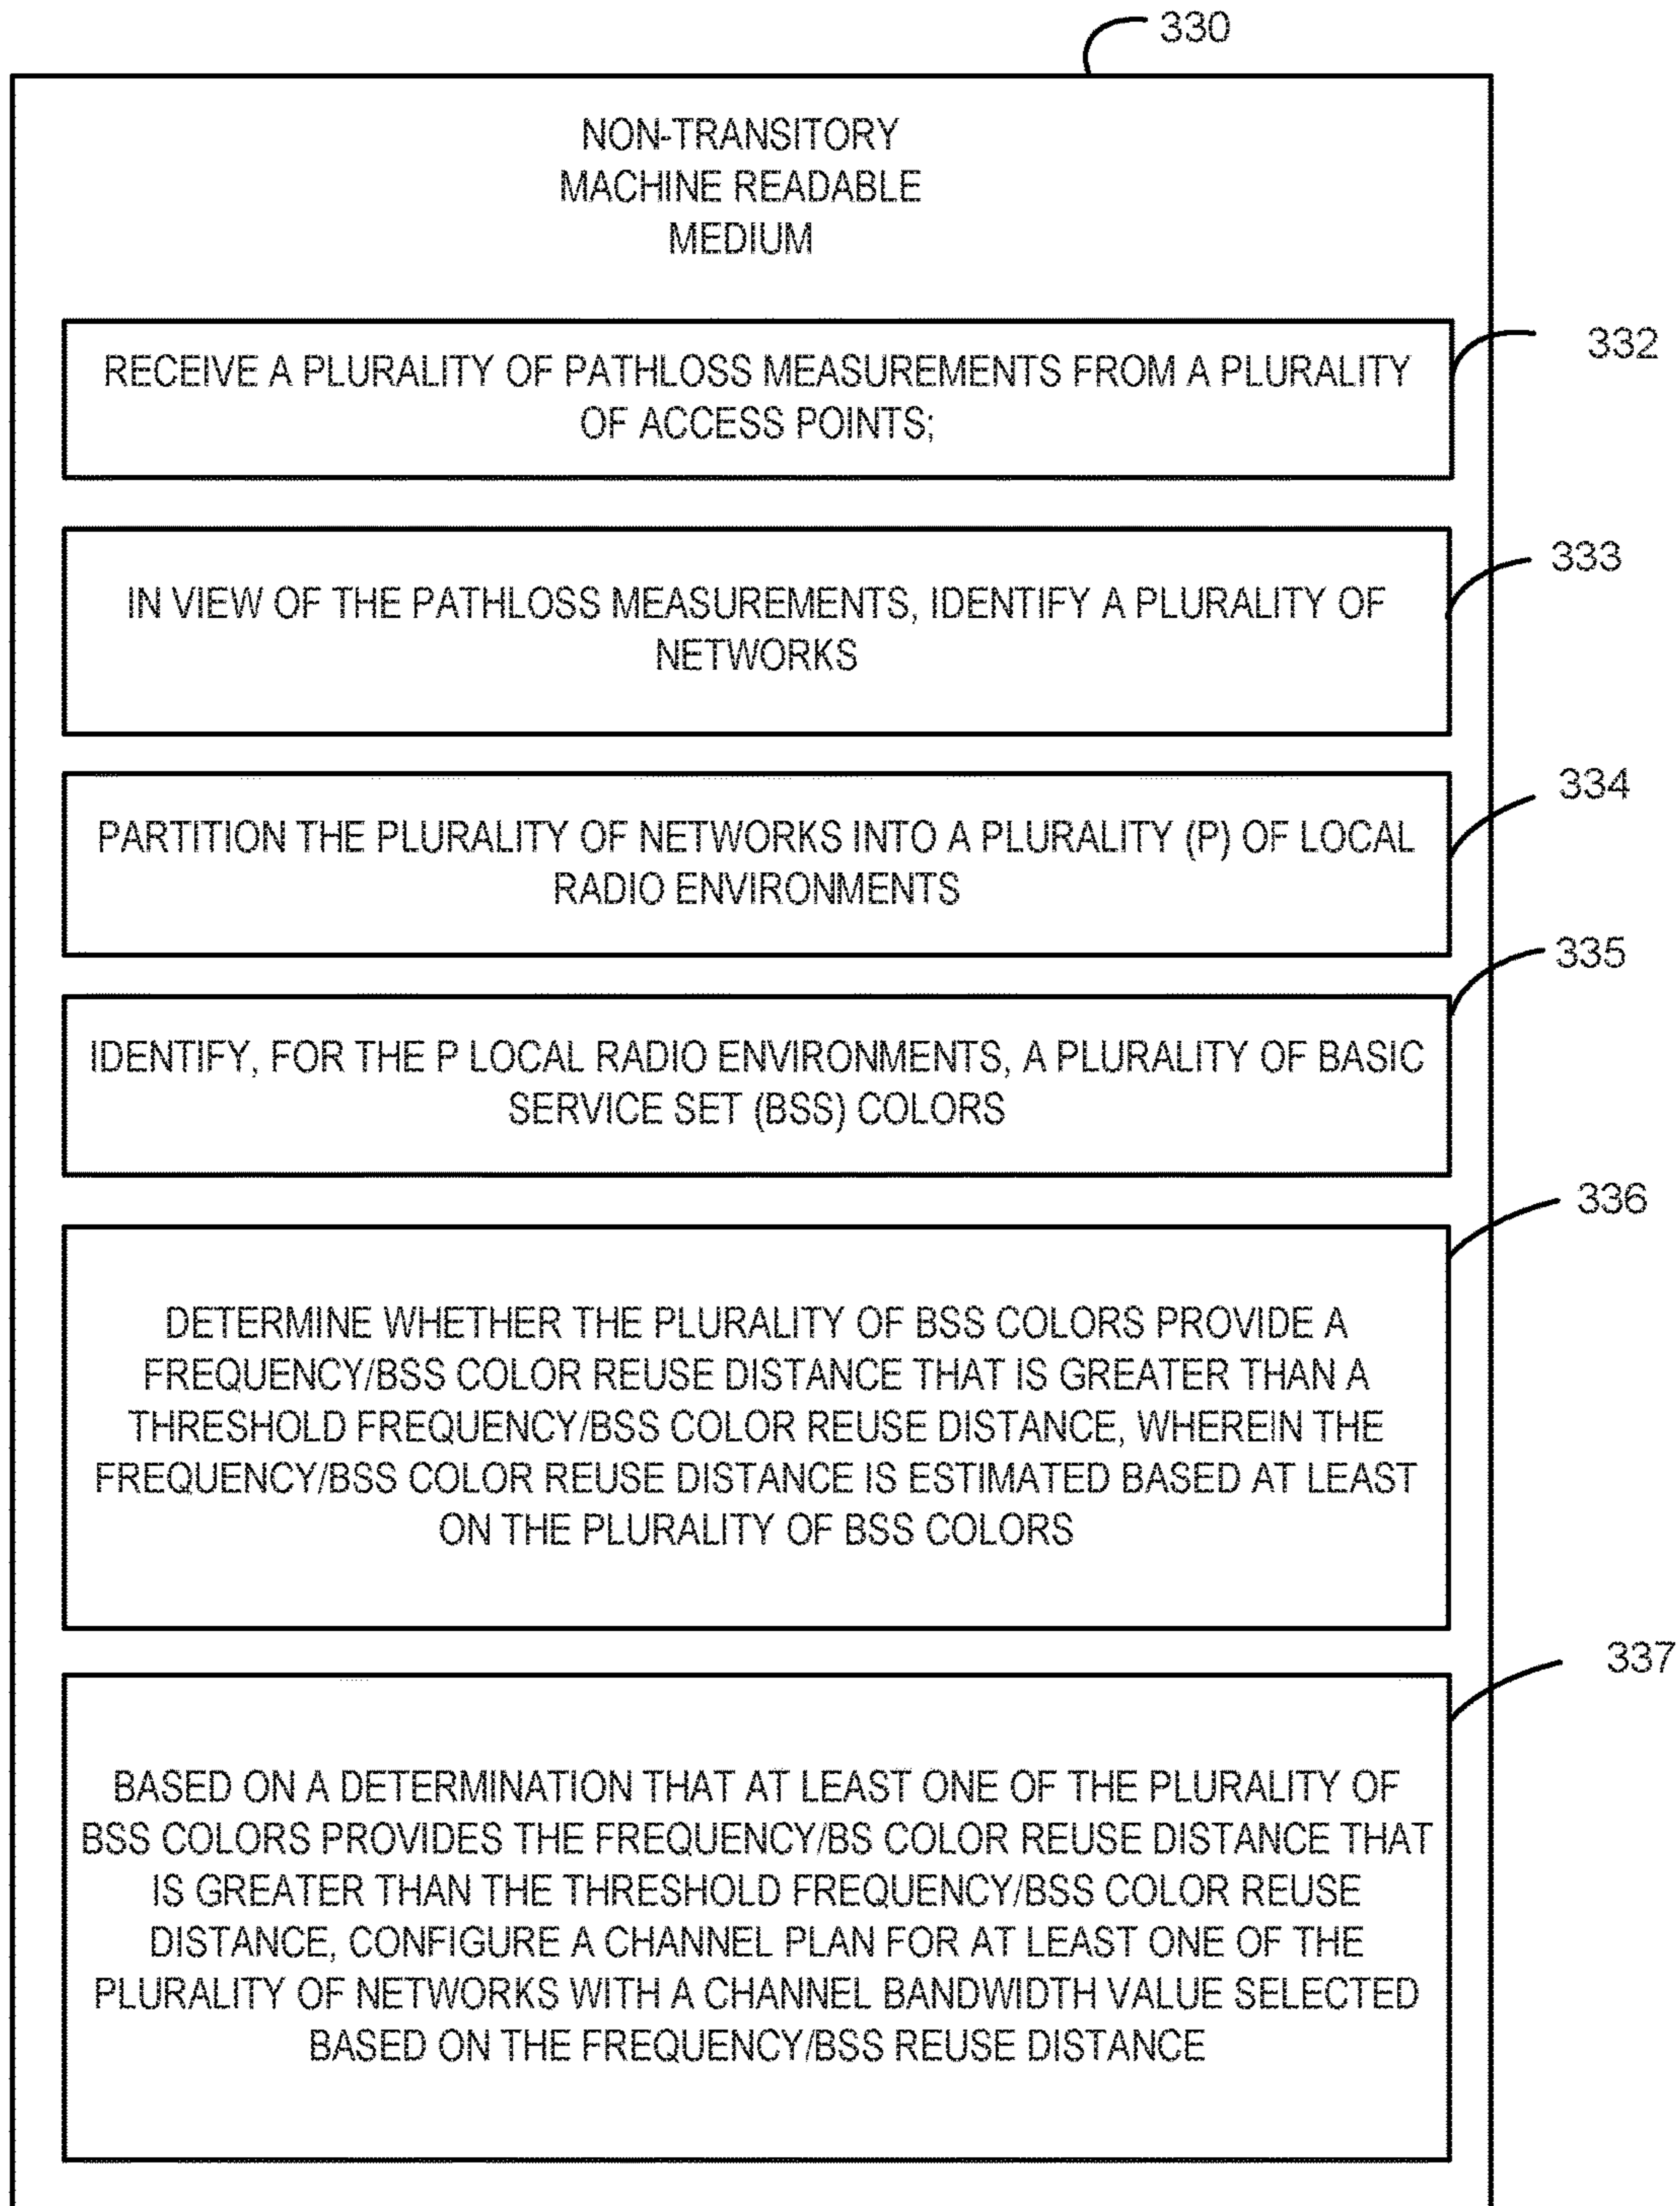 330
NON-TRANSITORY
MACHINE READABLE
MEDIUM
RECEIVE A PLURALITY OF PATHLOSS MEASUREMENTS FROM A PLURALITY
OF ACCESS POINTS;
332
IN VIEW OF THE PATHLOSS MEASUREMENTS, IDENTIFY A PLURALITY OF
NETWORKS
333
PARTITION THE PLURALITY OF NETWORKS INTO A PLURALITY (P) OF LOCAL
RADIO ENVIRONMENTS
334
IDENTIFY, FOR THE P LOCAL RADIO ENVIRONMENTS, A PLURALITY OF BASIC
SERVICE SET (BSS) COLORS
335
DETERMINE WHETHER THE PLURALITY OF BSS COLORS PROVIDE A
FREQUENCY/BSS COLOR REUSE DISTANCE THAT IS GREATER THAN A
THRESHOLD FREQUENCY/BSS COLOR REUSE DISTANCE, WHEREIN THE
FREQUENCY/BSS COLOR REUSE DISTANCE IS ESTIMATED BASED AT LEAST
ON THE PLURALITY OF BSS COLORS
336
BASED ON A DETERMINATION THAT AT LEAST ONE OF THE PLURALITY OF
BSS COLORS PROVIDES THE FREQUENCY/BS COLOR REUSE DISTANCE THAT
IS GREATER THAN THE THRESHOLD FREQUENCY/BSS COLOR REUSE
DISTANCE, CONFIGURE A CHANNEL PLAN FOR AT LEAST ONE OF THE
PLURALITY OF NETWORKS WITH A CHANNEL BANDWIDTH VALUE SELECTED
BASED ON THE FREQUENCY/BSS REUSE DISTANCE
337